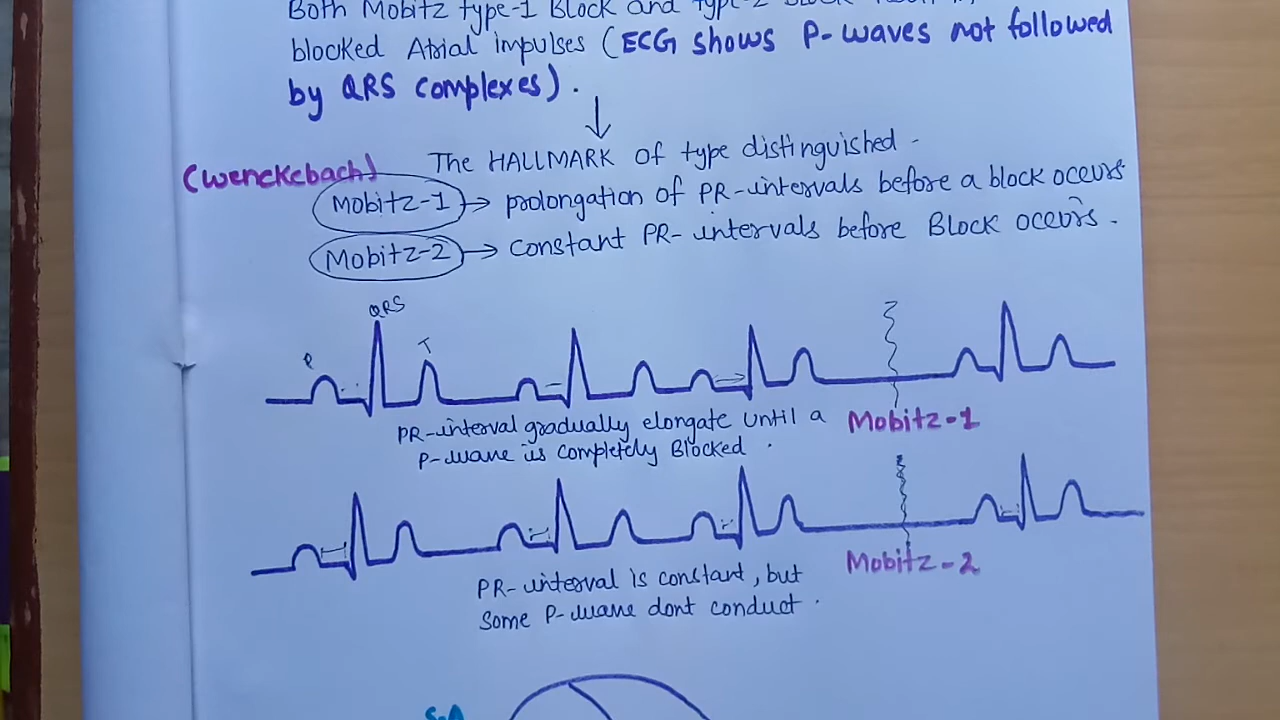 Both Mobitz type-1 Block and type-2
blocked Atrial impulses (ECG shows P-waves not followed
by QRS complexes).
The HALLMARK of type distinguished -
(Wenckebach)
Mobitz-1 → prolongation of PR-intervals before a block occurs
Mobitz-2 → constant PR-intervals before Block occurs.
QRS
P
T
PR-interval gradually elongate until a
P-wave is completely Blocked.
Mobitz-1
PR-interval is constant, but
Some P-wave dont conduct.
Mobitz-2
S.A